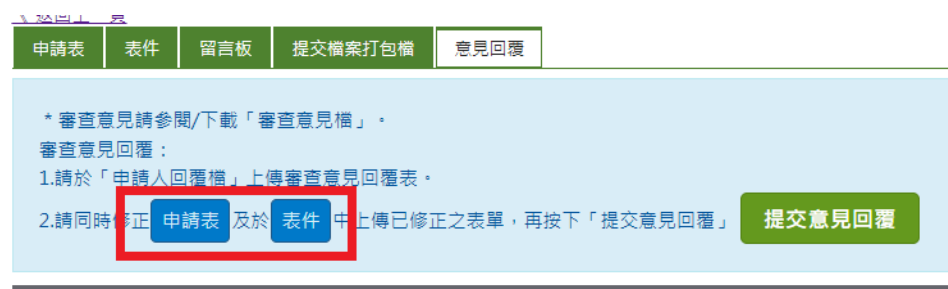 申請表 表件 留言板 提交檔案打包檔 意見回覆
* 審查意見請參閱/下載「審查意見檔」。
審查意見回覆：
1.請於「申請人回覆檔」上傳審查意見回覆表。
2.請同時修正 申請表 及於 表件 中上傳已修正之表單，再按下「提交意見回覆」 提交意見回覆